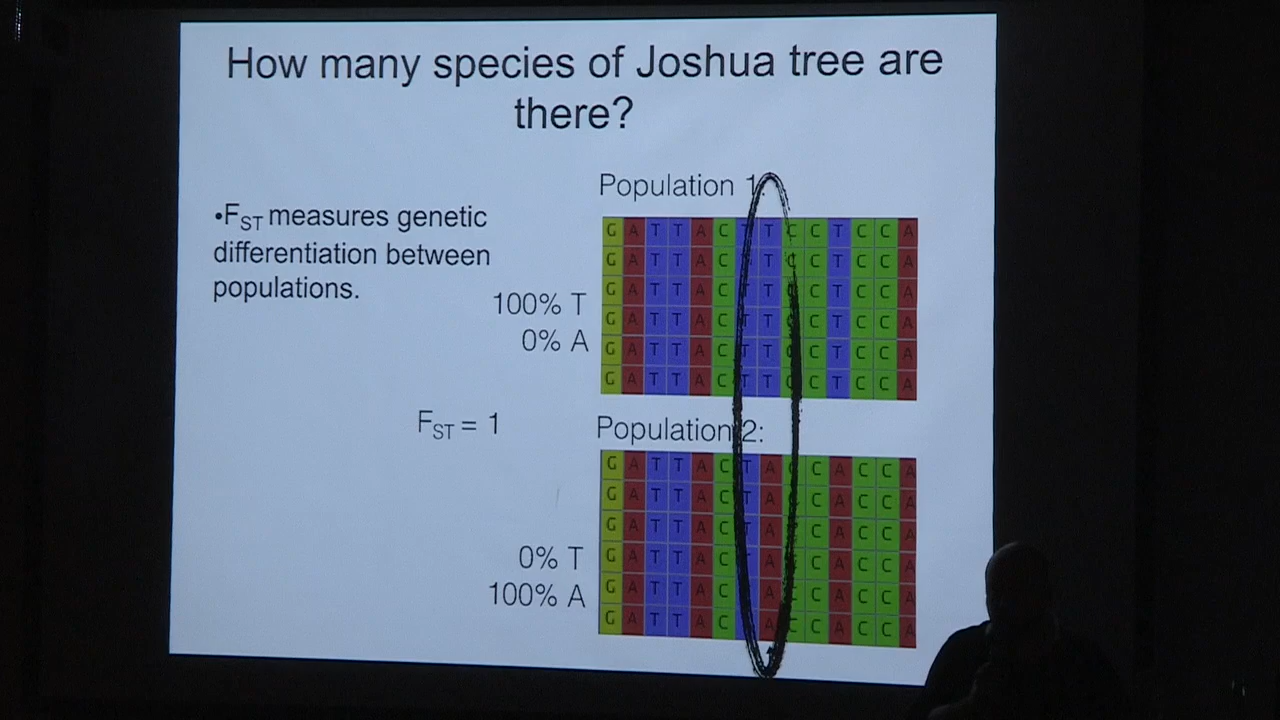 How many species of Joshua tree are
there?
•FST measures genetic
differentiation between
populations.
100% T
0% A
FST = 1
0% T
100% A
Population 1:
G A T T A C T T C C T C C A
G A T T A C T T C C T C C A
G A T T A C T T C C T C C A
G A T T A C T T C C T C C A
G A T T A C T T C C T C C A
G A T T A C T T C C T C C A
Population 2:
G A T T A C T A C C A C C A
G A T T A C T A C C A C C A
G A T T A C T A C C A C C A
G A T T A C T A C C A C C A
G A T T A C T A C C A C C A
G A T T A C T A C C A C C A